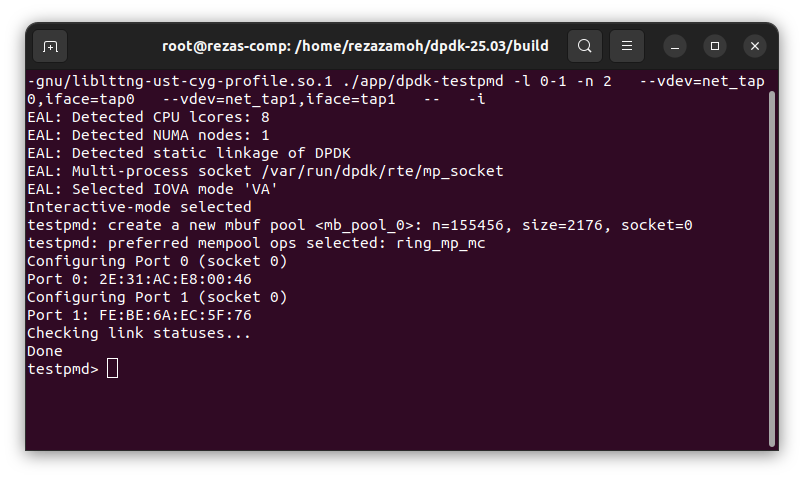 root@rezas-comp: /home/rezazamoh/dpdk-25.03/build
-gnu/liblttng-ust-cyg-profile.so.1 ./app/dpdk-testpmd -l 0-1 -n 2   --vdev=net_tap
0,iface=tap0   --vdev=net_tap1,iface=tap1   --   -i
EAL: Detected CPU lcores: 8
EAL: Detected NUMA nodes: 1
EAL: Detected static linkage of DPDK
EAL: Multi-process socket /var/run/dpdk/rte/mp_socket
EAL: Selected IOVA mode 'VA'
Interactive-mode selected
testpmd: create a new mbuf pool <mb_pool_0>: n=155456, size=2176, socket=0
testpmd: preferred mempool ops selected: ring_mp_mc
Configuring Port 0 (socket 0)
Port 0: 2E:31:AC:E8:00:46
Configuring Port 1 (socket 0)
Port 1: FE:BE:6A:EC:5F:76
Checking link statuses...
Done
testpmd>